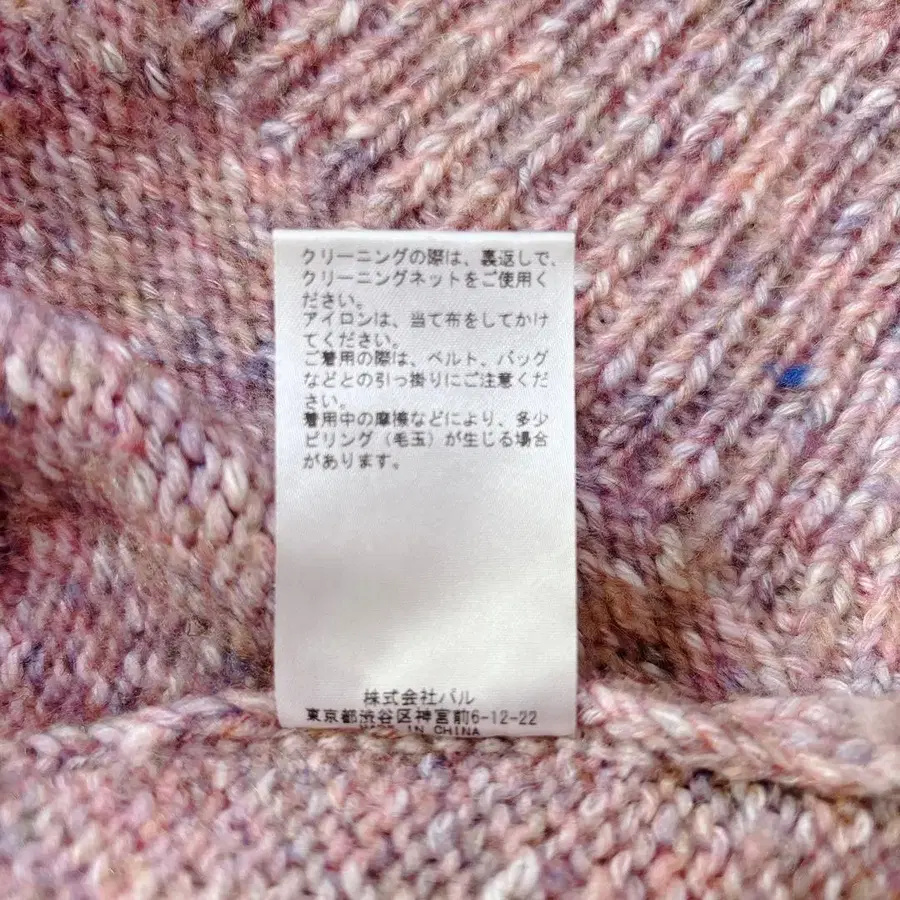 クリーニングの際は、裏返しで、
クリーニングネットをご使用く
ださい。
アイロンは、当て布をしてかけ
てください。
ご着用の際は、ベルト、バッグ
などとの引っ掛りにご注意くだ
さい。
着用中の摩擦などにより、多少
ピリング（毛玉）が生じる場合
があります。
株式会社パル
東京都渋谷区神宮前6-12-22
IN CHINA